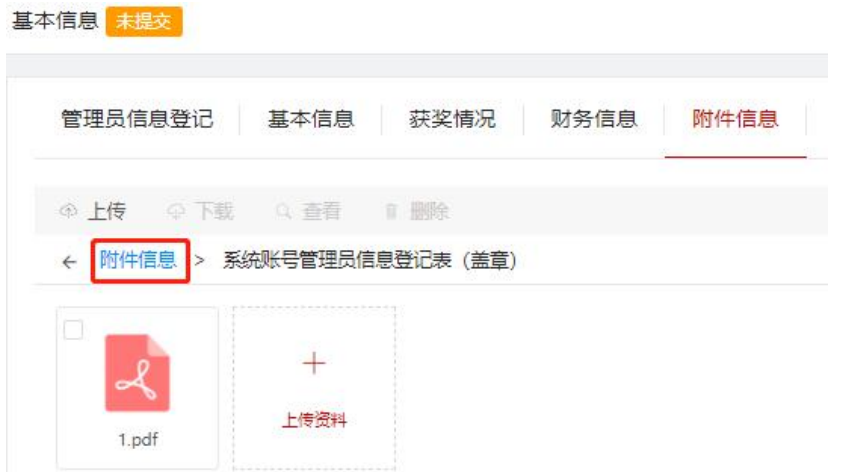 基本信息 未提交
管理员信息登记 基本信息 获奖情况 财务信息 附件信息
上传 下载 查看 删除
← 附件信息 > 系统账号管理员信息登记表（盖章）
+
1.pdf 上传资料